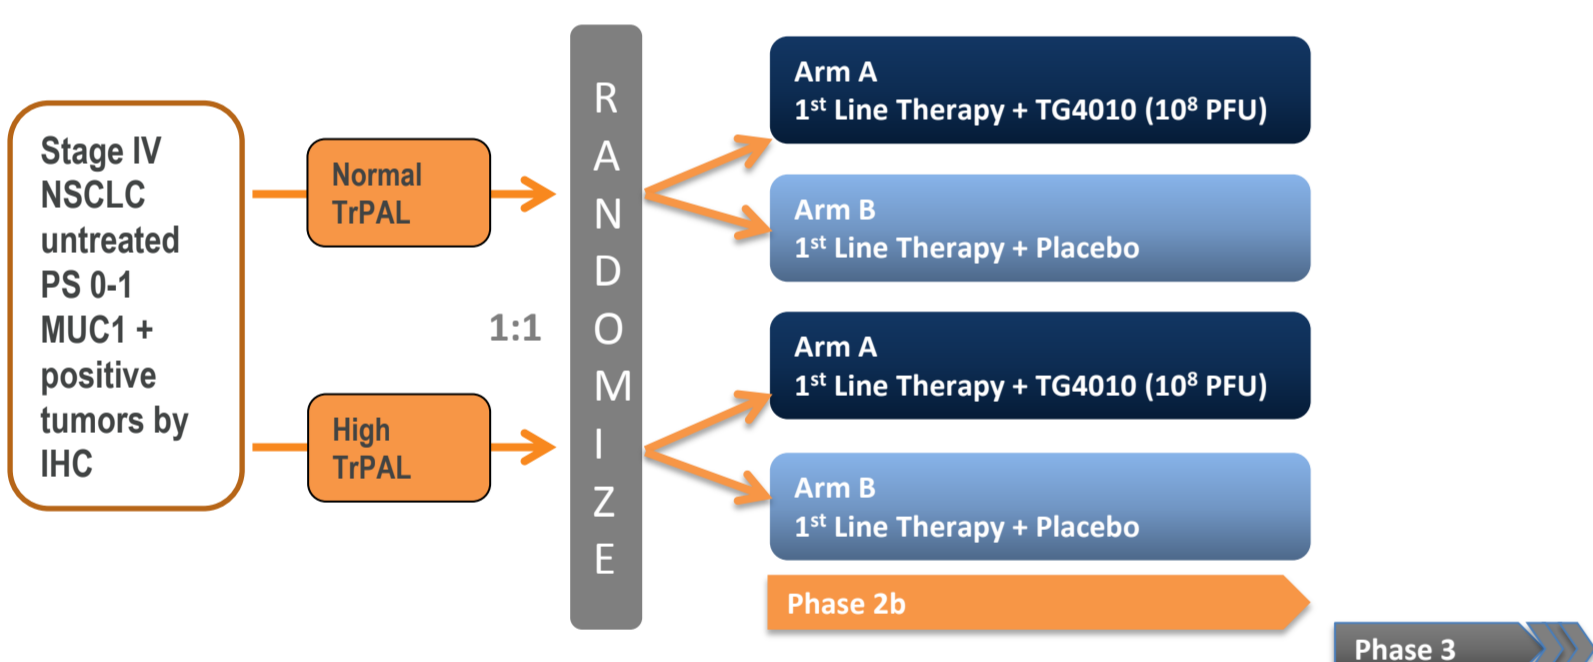 Stage IV
NSCLC
untreated
PS 0-1
MUC1 +
positive
tumors by
IHC
Normal
TrPAL
High
TrPAL
1:1
R
A
N
D
O
M
I
Z
E
Arm A
1st Line Therapy + TG4010 (10⁸ PFU)
Arm B
1st Line Therapy + Placebo
Arm A
1st Line Therapy + TG4010 (10⁸ PFU)
Arm B
1st Line Therapy + Placebo
Phase 2b
Phase 3